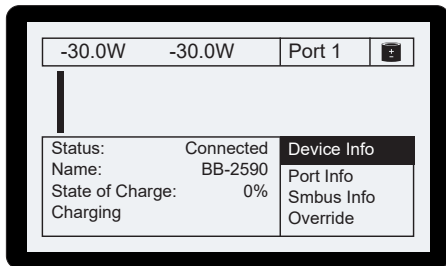 -30.0W -30.0W Port 1
Status: Connected
Name: BB-2590
State of Charge: 0%
Charging
Device Info
Port Info
Smbus Info
Override